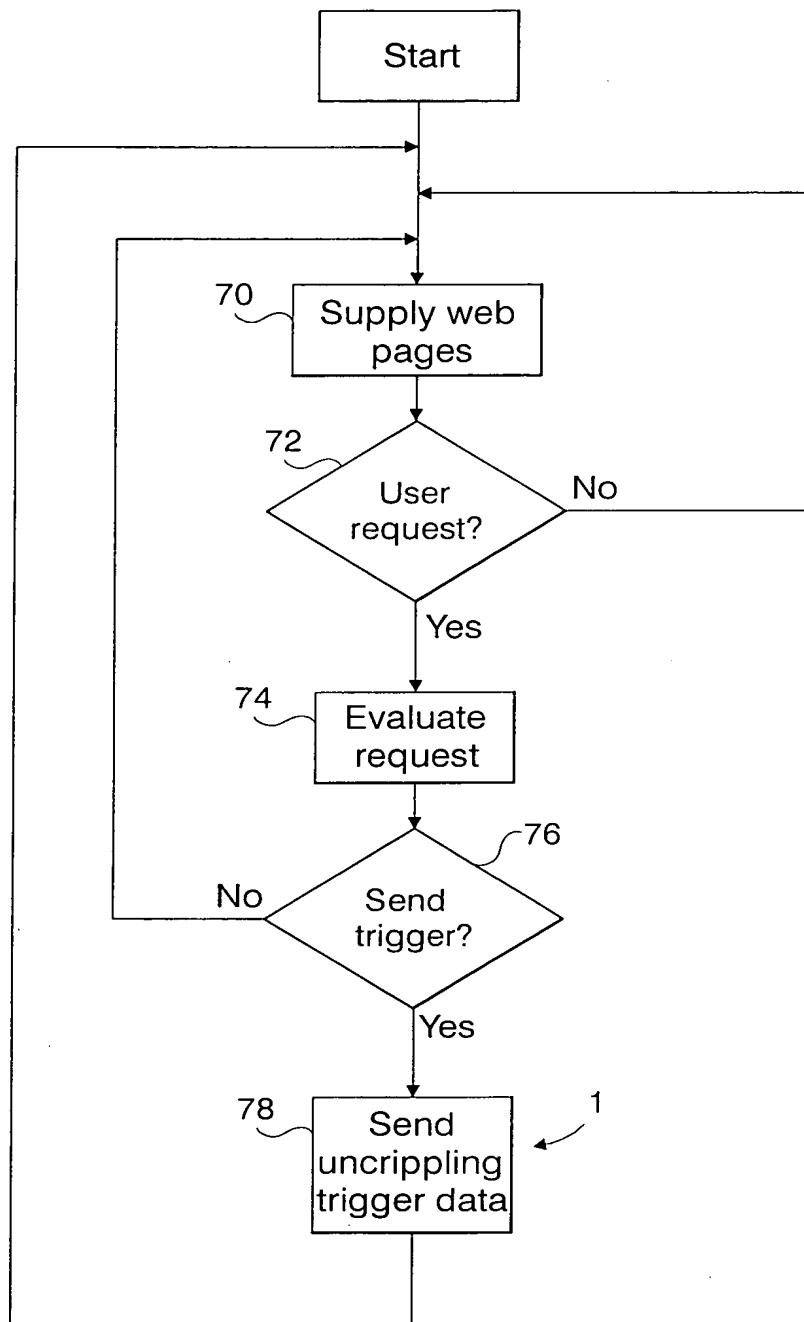 Start
70
Supply web
pages
72
User
request?
No
Yes
74
Evaluate
request
76
No
Send
trigger?
Yes
78
Send
uncrippling
trigger data
1